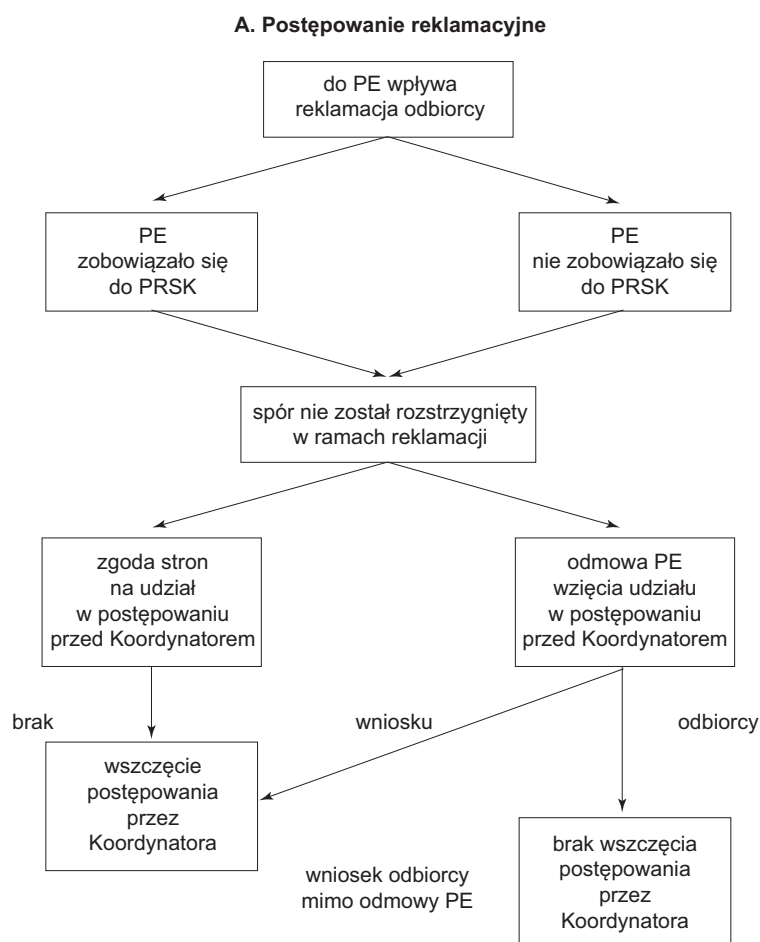 A. Postępowanie reklamacyjne
do PE wpływa
reklamacja odbiorcy
PE
zobowiązało się
do PRSK
PE
nie zobowiązało się
do PRSK
spór nie został rozstrzygnięty
w ramach reklamacji
zgoda stron
na udział
w postępowaniu
przed Koordynatorem
odmowa PE
wzięcia udziału
w postępowaniu
przed Koordynatorem
brak
wniosku
odbiorcy
wszczęcie
postępowania
przez
Koordynatora
wniosek odbiorcy
mimo odmowy PE
brak wszczęcia
postępowania
przez
Koordynatora